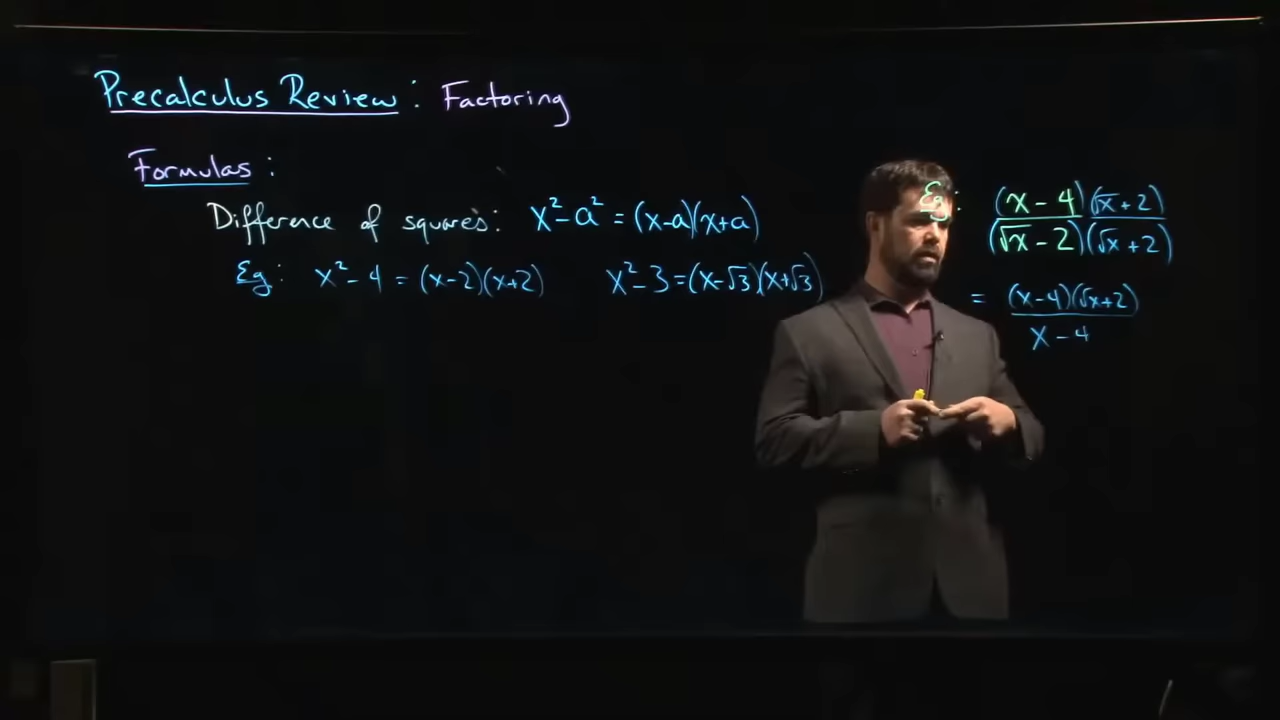 Precalculus Review: Factoring
Formulas:
Difference of squares: x² - a² = (x-a)(x+a)
Eg: x² - 4 = (x-2)(x+2) x² - 3 = (x-√3)(x+√3)
Eg: (x - 4)(√x + 2)
(√x - 2)(√x + 2)
= (x-4)(√x+2)
x - 4